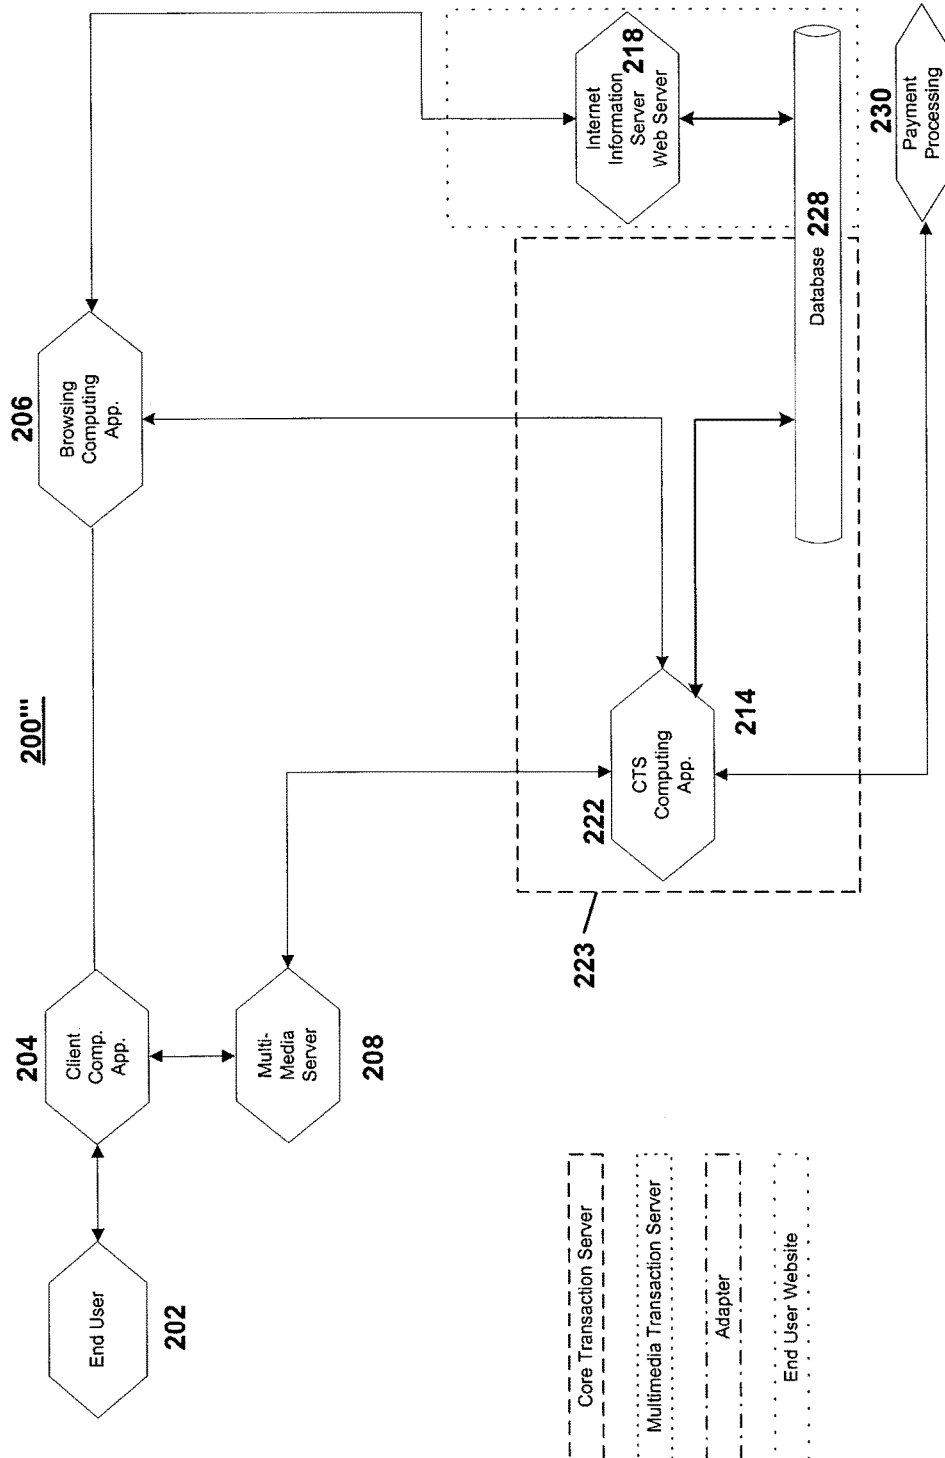 200'''
202
End User
204
Client
Comp.
App.
206
Browsing
Computing
App.
Multi-
Media
Server
208
223
222
CTS
Computing
App.
214
Internet
Information
Server
Web Server
218
Database 228
230
Payment
Processing
Core Transaction Server
Multimedia Transaction Server
Adapter
End User Website